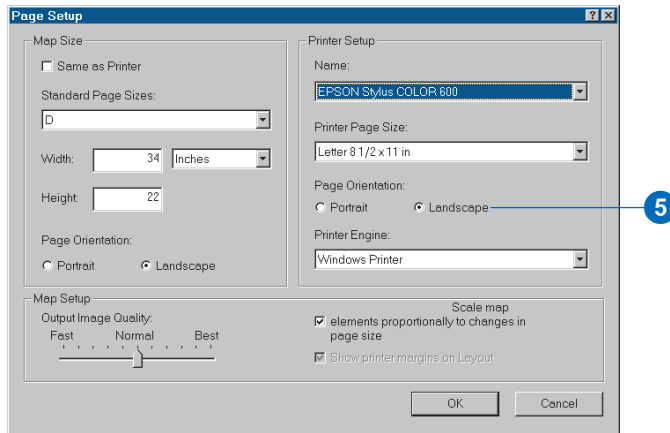 Page Setup
Map Size
Same as Printer
Standard Page Sizes:
D
Width: 34 Inches
Height: 22
Page Orientation:
Portrait Landscape
Printer Setup
Name:
EPSON Stylus COLOR 600
Printer Page Size:
Letter 8 1/2 x 11 in
Page Orientation:
Portrait Landscape
5
Printer Engine:
Windows Printer
Map Setup
Output Image Quality:
Fast Normal Best
Scale map
elements proportionally to changes in
page size
Show printer margins on Layout
OK Cancel